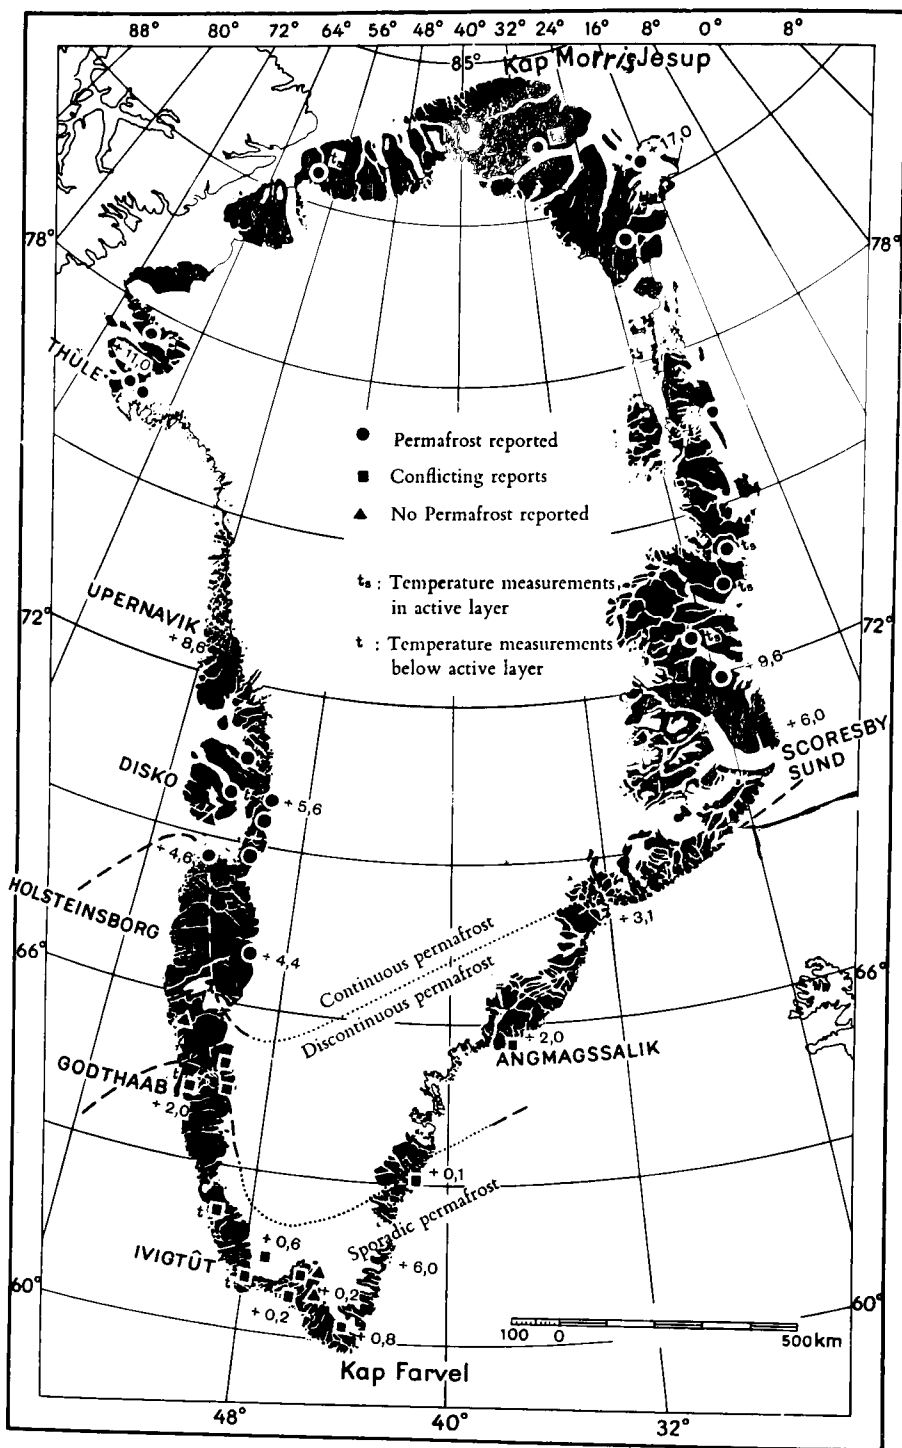 88° 80° 72° 64° 56° 48° 40° 32° 24° 16° 8° 0° 8°
85°
Kap Morris Jesup
+ 17,0
t
ts
78° 78°
THULE
+ 11,0
● Permafrost reported
■ Conflicting reports
▲ No Permafrost reported
ts : Temperature measurements
in active layer
t : Temperature measurements
below active layer
ts
ts
ts
72° 72°
UPERNAVIK
+ 8,6
+ 9,6
+ 6,0
SCORESBY
SUND
DISKO
t
+ 5,6
+ 4,6
HOLSTEINSBORG
+ 3,1
Continuous permafrost
Discontinuous permafrost
66° 66°
+ 4,4
+ 2,0
ANGMAGSSALIK
GODTHAAB
t
+ 2,0
+ 0,1
Sporadic permafrost
t
+ 0,6
IVIGTÛT
t
+ 6,0
+ 0,2
+ 0,2
+ 0,8
60° 60°
100 0 500km
Kap Farvel
48° 40° 32°